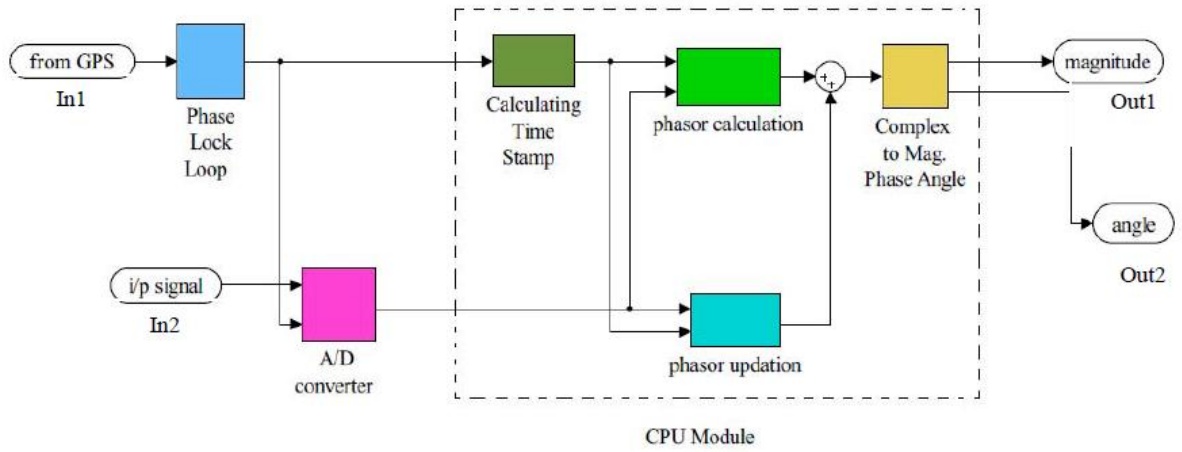 from GPS
In1
Phase
Lock
Loop
Calculating
Time
Stamp
phasor calculation
+
+
Complex
to Mag.
Phase Angle
magnitude
Out1
angle
Out2
i/p signal
In2
A/D
converter
phasor updation
CPU Module